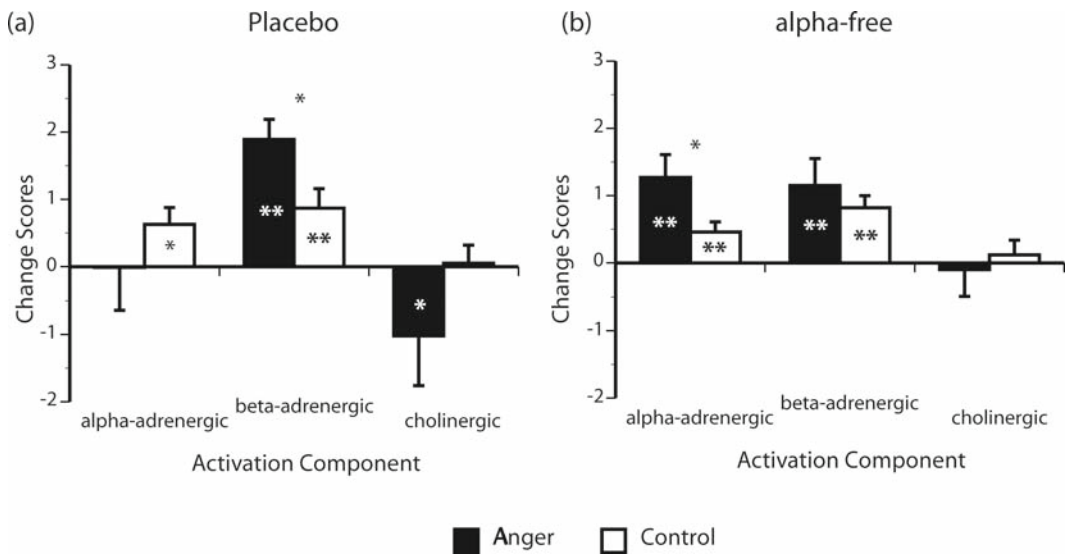 (a) Placebo
3
2
1
0
-1
-2
Change Scores
*
*
**
**
*
alpha-adrenergic
beta-adrenergic
cholinergic
Activation Component
(b) alpha-free
3
2
1
0
-1
-2
Change Scores
*
**
**
**
**
alpha-adrenergic
beta-adrenergic
cholinergic
Activation Component
Anger Control